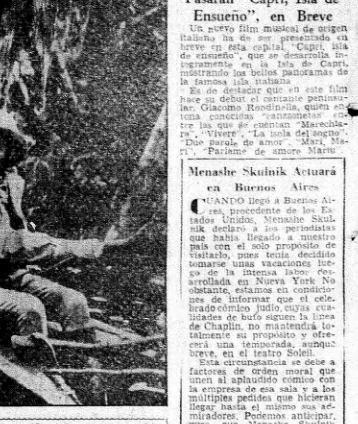 Pasarán "Capri, Isla de
Ensueño", en Breve
Un nuevo film musical de origen
italiano ha de ser presentado en
breve en esta capital, "Capri, isla
de ensueño", que se desarrolla ín-
tegramente en la Isla de Capri,
mostrando los bellos panoramas de
la famosa isla italiana
Es de destacar que en este film
hace su debut el cantante peninsu-
lar, Giacomo Rondinella, quien en-
tona conocidas "canzonetas" en-
tre las que se cuentan "Marechia-
"Vivere", "La isola del sogno"
"Due parole de amor", "Mari, Ma-
ri", "Parlame de amore Mariu".
Menashe Skulnik Actuará
en Buenos Aires
CUANDO llegó a Buenos Ai-
res, procedente de los Es-
tados Unidos, Menashe Skul-
nik declaró a los periodistas
que había llegado a nuestro
país con el solo propósito de
visitarlo, pues tenía decidido
tomarse unas vacaciones lue-
go de la intensa labor des-
arrollada en Nueva York No
obstante, estamos en condicio-
nes de informar que el céle-
brado cómico judío, cuyas cua-
lidades de bufo siguen la línea
de Chaplin, no mantendrá to-
talmente su propósito y ofre-
cerá una temporada, aunque
breve, en el teatro Soleil.
Esta circunstancia se debe a
factores de orden moral que
unen al aplaudido cómico con
la empresa de esa sala y a los
múltiples pedidos que hicieran
llegar hasta el mismo sus ad-
miradores. Podemos anticipar,
que Menashe Skulnik